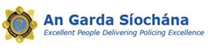 An Garda Síochána
Excellent People Delivering Policing Excellence